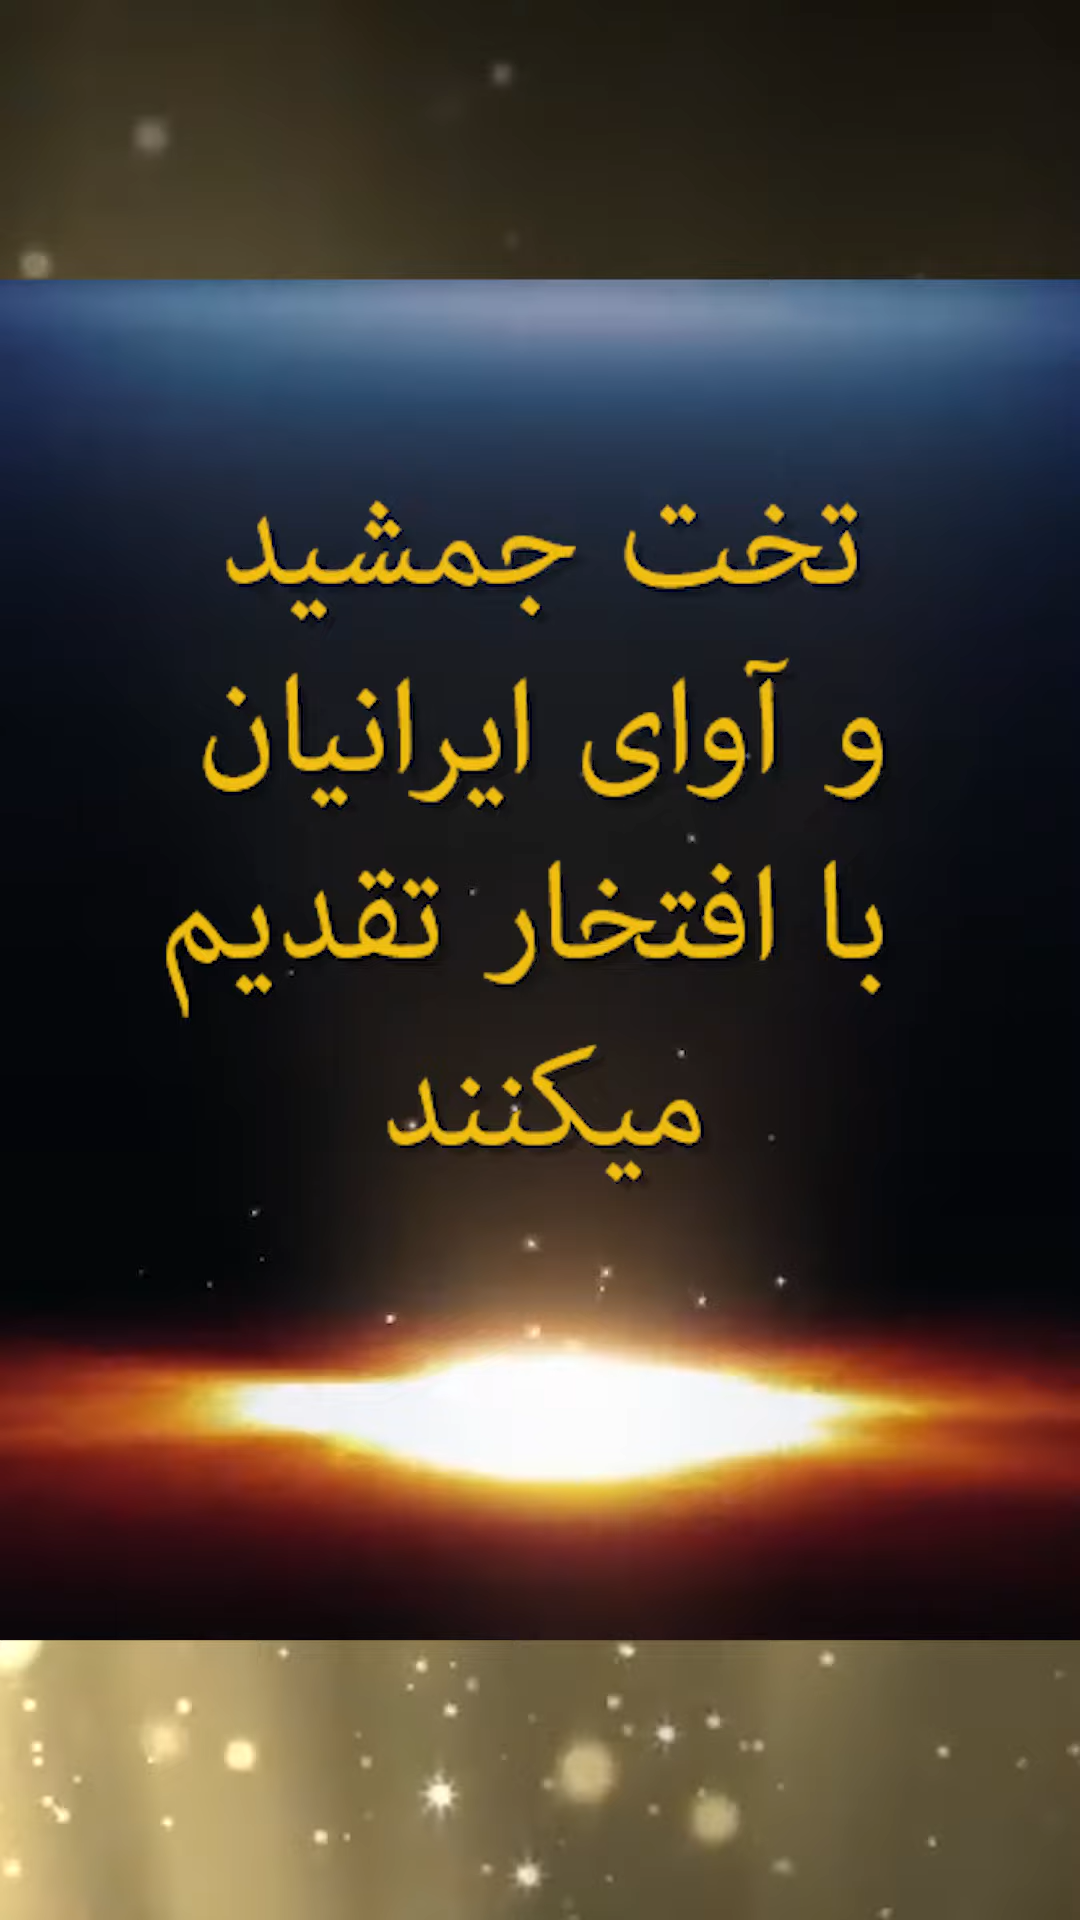 تخت جمشید
و آوای ایرانیان
با افتخار تقدیم
میکنند